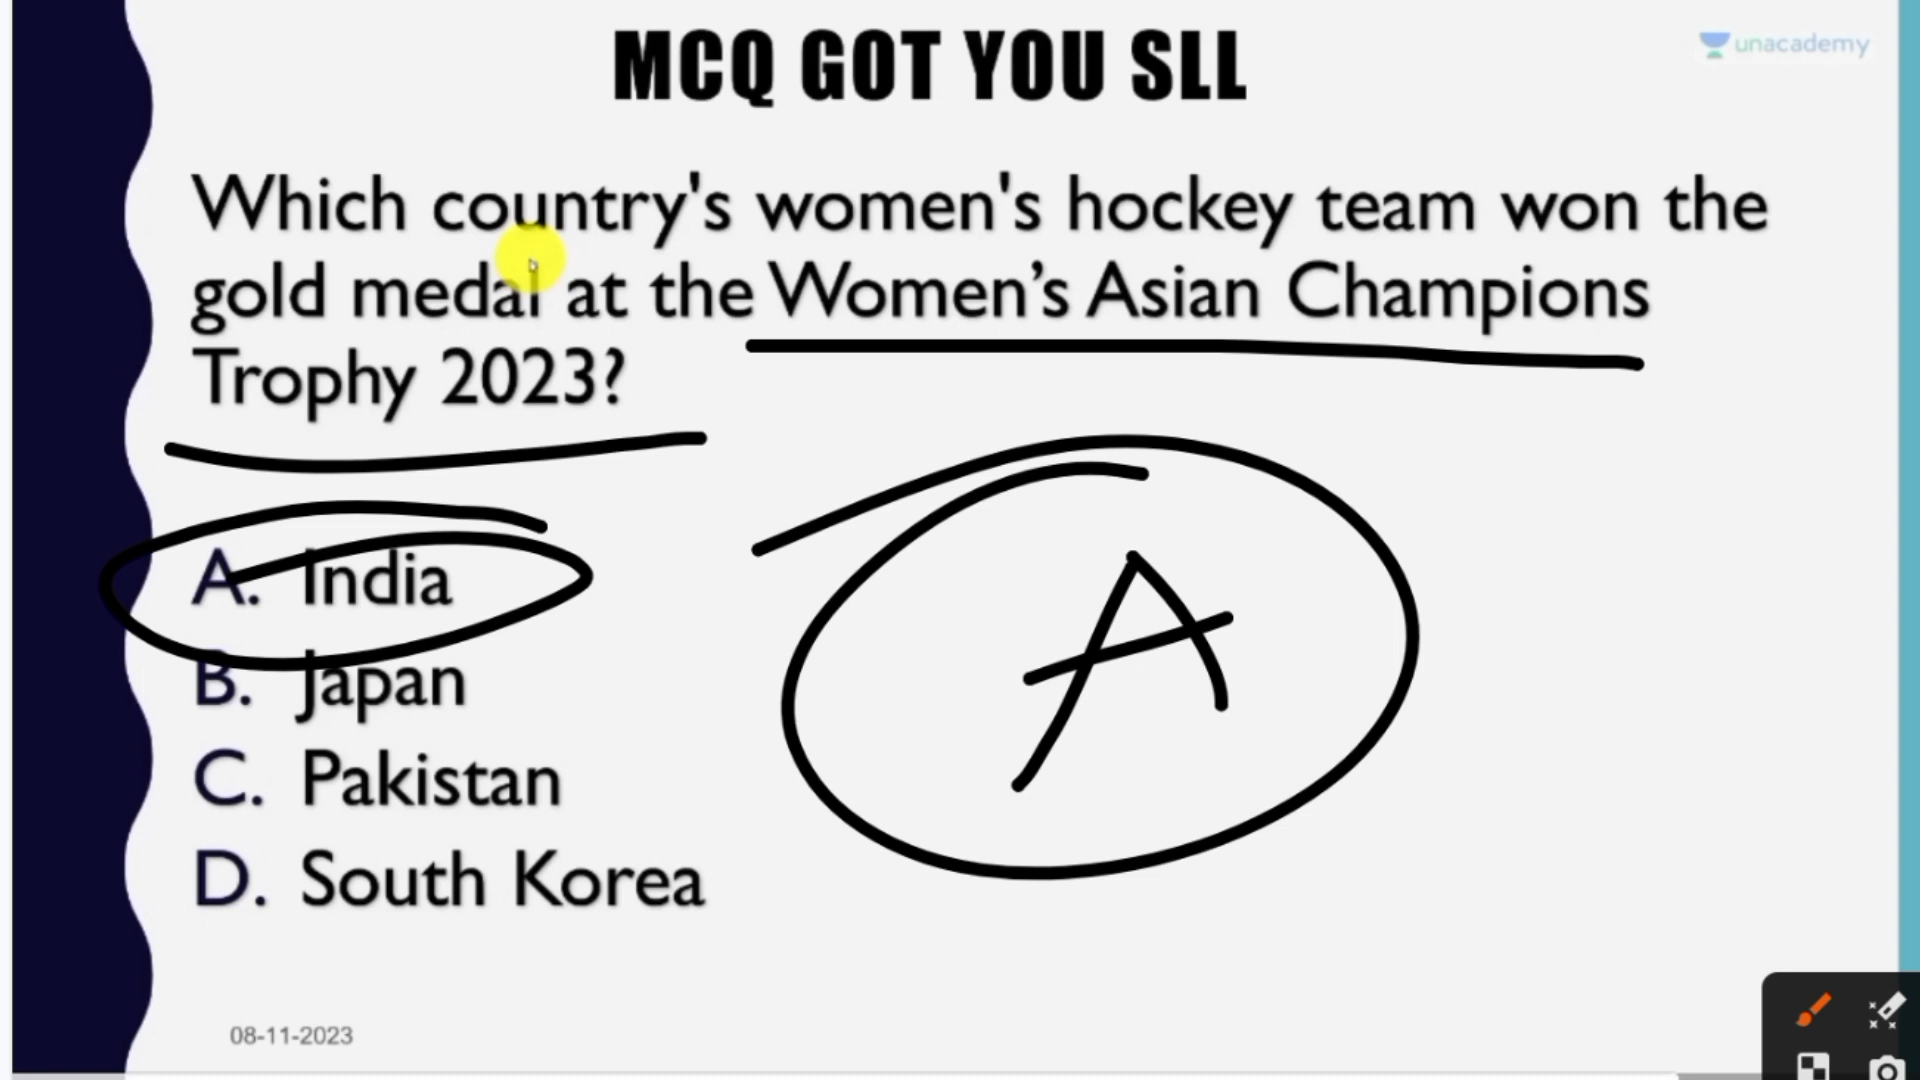 MCQ GOT YOU SLL
unacademy
Which country's women's hockey team won the
gold medal at the Women’s Asian Champions
Trophy 2023?
A. India
A
B. Japan
C. Pakistan
D. South Korea
08-11-2023